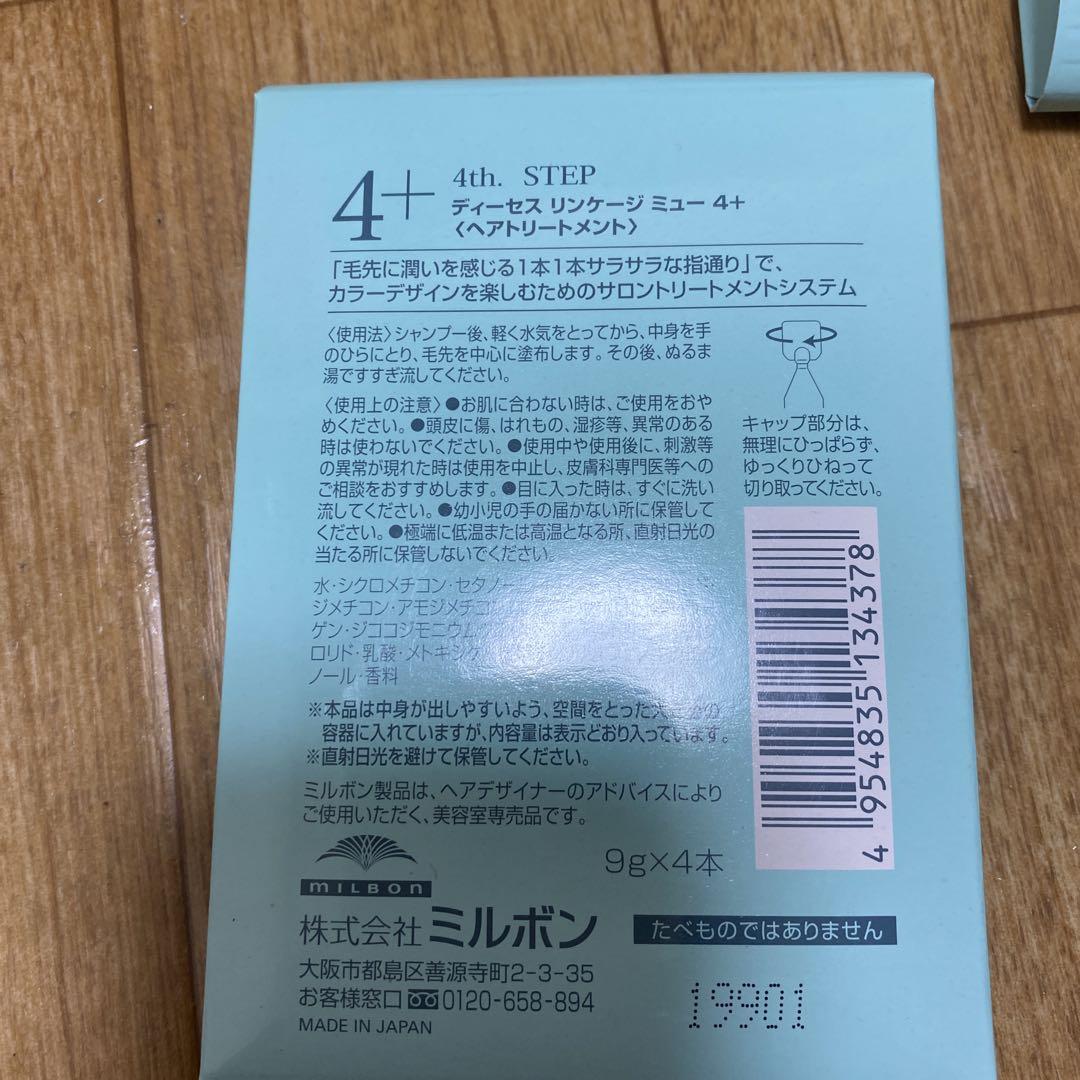 4+
4th. STEP
ディーセス リンケージ ミュー 4+
〈ヘアトリートメント〉
「毛先に潤いを感じる1本1本サラサラな指通り」で、
カラーデザインを楽しむためのサロントリートメントシステム
〈使用法〉シャンプー後、軽く水気をとってから、中身を手
のひらにとり、毛先を中心に塗布します。その後、ぬるま
湯ですすぎ流してください。
〈使用上の注意〉●お肌に合わない時は、ご使用をおや
めください。●頭皮に傷、はれもの、湿疹等、異常のある
時は使わないでください。●使用中や使用後に、刺激等
の異常が現れた時は使用を中止し、皮膚科専門医等への
ご相談をおすすめします。●目に入った時は、すぐに洗い
流してください。●幼小児の手の届かない所に保管して
ください。●極端に低温または高温となる所、直射日光の
当たる所に保管しないでください。
水・シクロメチコン・セタノー
ジメチコン・アモジメチコ
ゲン・ジココジモニウム
ロリド・乳酸・メトキシケ
ノール・香料
※本品は中身が出しやすいよう、空間をとった
容器に入れていますが、内容量は表示どおり入っています。
※直射日光を避けて保管してください。
ミルボン製品は、ヘアデザイナーのアドバイスにより
ご使用いただく、美容室専売品です。
キャップ部分は、
無理にひっぱらず、
ゆっくりひねって
切り取ってください。
4954835134378
9g×4本
MILBON
株式会社 ミルボン
たべものではありません
大阪市都島区善源寺町2-3-35
お客様窓口 0120-658-894
MADE IN JAPAN
19901